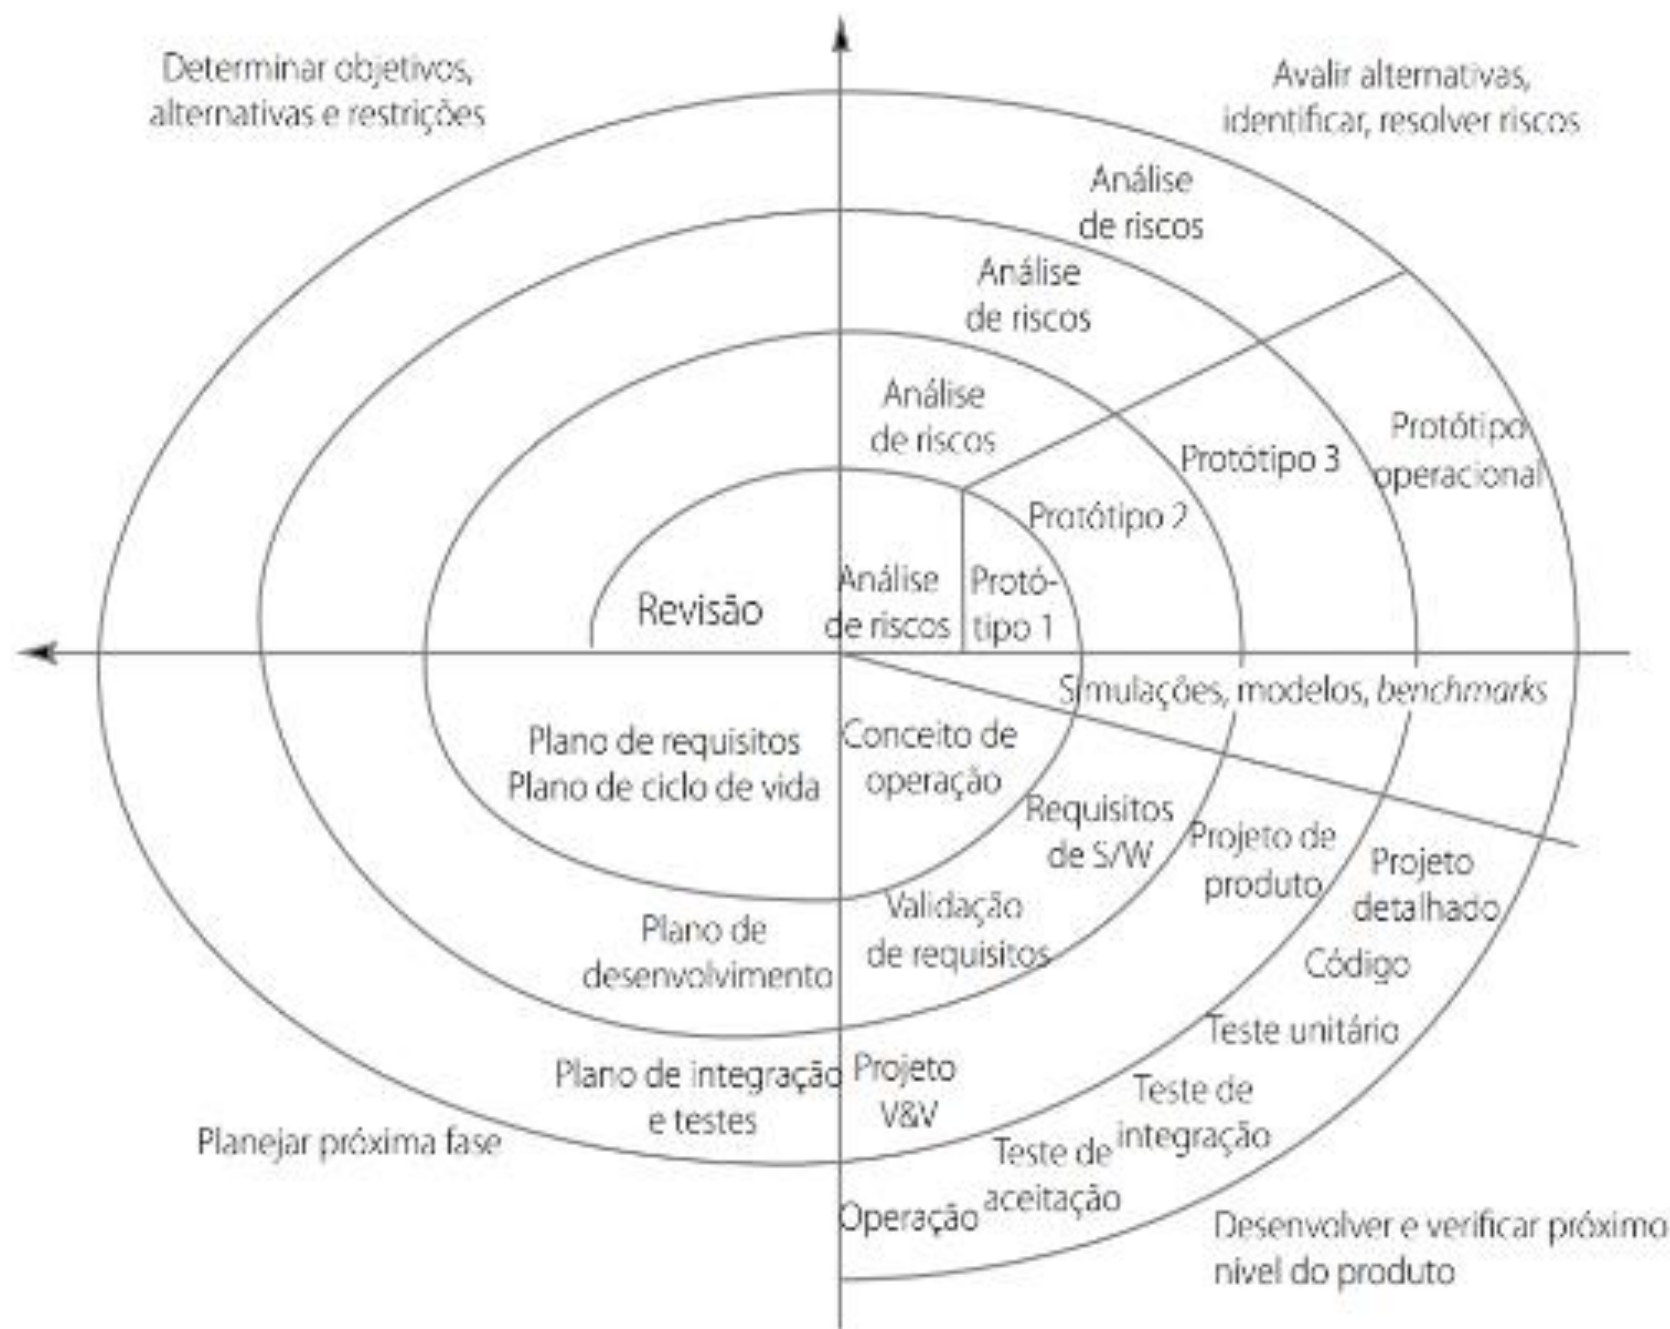 Determinar objetivos,
alternativas e restrições
Avalir alternativas,
identificar, resolver riscos
Análise
de riscos
Análise
de riscos
Análise
de riscos
Protótipo
operacional
Protótipo 3
Protótipo 2
Revisão
Análise
de riscos
Protó-
tipo 1
Simulações, modelos, benchmarks
Plano de requisitos
Plano de ciclo de vida
Conceito de
operação
Requisitos
de S/W
Projeto de
produto
Projeto
detalhado
Plano de
desenvolvimento
Validação
de requisitos
Código
Teste unitário
Plano de integração
e testes
Projeto
V&V
Teste de
integração
Teste de
aceitação
Operação
Planejar próxima fase
Desenvolver e verificar próximo
nível do produto